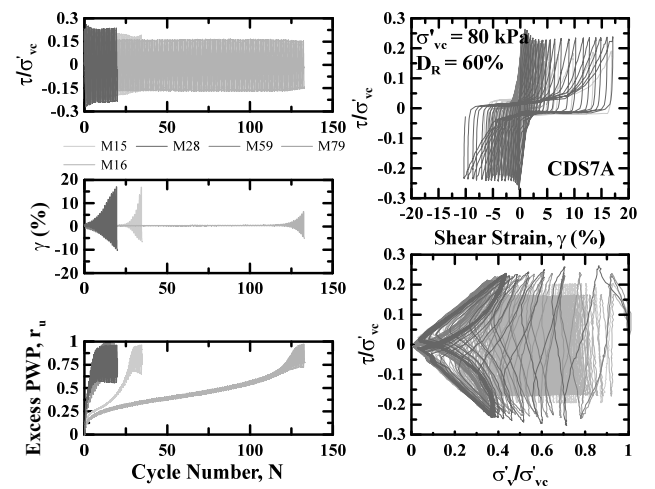 0.3
0.15
0
-0.15
-0.3
τ/σ'vc
0 50 100 150
M15 M28 M59 M79
M16
20
10
0
-10
-20
γ (%)
0 50 100 150
1
0.75
0.5
0.25
0
Excess PWP, ru
0 50 100 150
Cycle Number, N
0.3
0.2
0.1
0
-0.1
-0.2
-0.3
τ/σ'vc
σ'vc = 80 kPa
DR = 60%
CDS7A
-20 -15 -10 -5 0 5 10 15 20
Shear Strain, γ (%)
0.3
0.2
0.1
0
-0.1
-0.2
-0.3
τ/σ'vc
0 0.2 0.4 0.6 0.8 1
σ'v/σ'vc